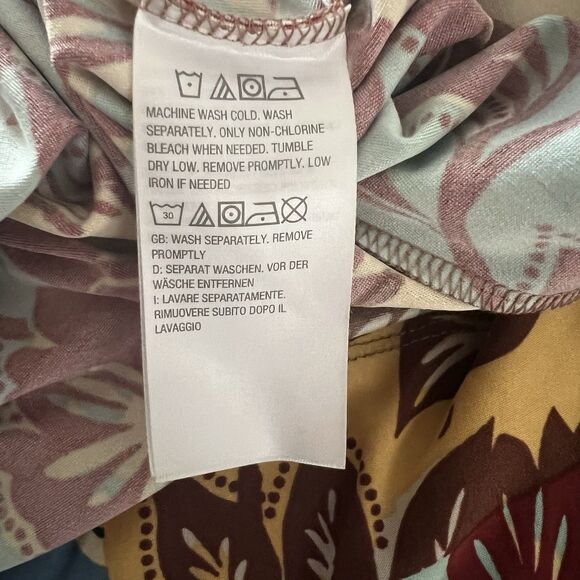 MACHINE WASH COLD. WASH
SEPARATELY. ONLY NON-CHLORINE
BLEACH WHEN NEEDED. TUMBLE
DRY LOW. REMOVE PROMPTLY. LOW
IRON IF NEEDED
30
GB: WASH SEPARATELY. REMOVE
PROMPTLY
D: SEPARAT WASCHEN. VOR DER
WÄSCHE ENTFERNEN
I: LAVARE SEPARATAMENTE.
RIMUOVERE SUBITO DOPO IL
LAVAGGIO